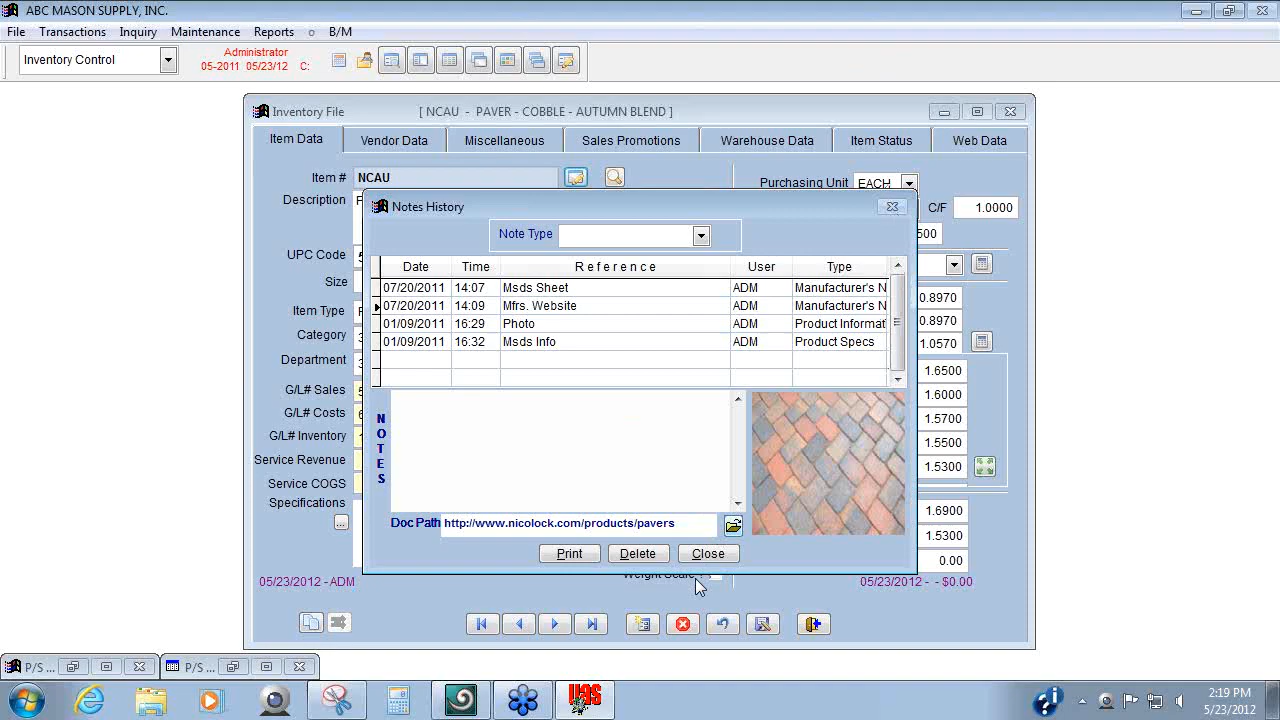 ABC MASON SUPPLY, INC.
File Transactions Inquiry Maintenance Reports o B/M
Inventory Control
Administrator
05-2011 05/23/12 C:
Inventory File [ NCAU - PAVER - COBBLE - AUTUMN BLEND ]
Item Data Vendor Data Miscellaneous Sales Promotions Warehouse Data Item Status Web Data
Item # NCAU
Purchasing Unit EACH
Description
C/F 1.0000
500
UPC Code 5
Size
Item Type
Category 3
Department 3
G/L# Sales 5
G/L# Costs 6
G/L# Inventory 1
Service Revenue
Service COGS
Specifications
...
0.8970
0.8970
1.0570
1.6500
1.6000
1.5700
1.5500
1.5300
1.6900
1.5300
0.00
Notes History
Note Type
Date Time Reference User Type
07/20/2011 14:07 Msds Sheet ADM Manufacturer's N
07/20/2011 14:09 Mfrs. Website ADM Manufacturer's N
01/09/2011 16:29 Photo ADM Product Informat
01/09/2011 16:32 Msds Info ADM Product Specs
NOTES
Doc Path http://www.nicolock.com/products/pavers
Print Delete Close
05/23/2012 - ADM
05/23/2012 - - $0.00
P/S ... P/S ...
UGS
2:19 PM
5/23/2012